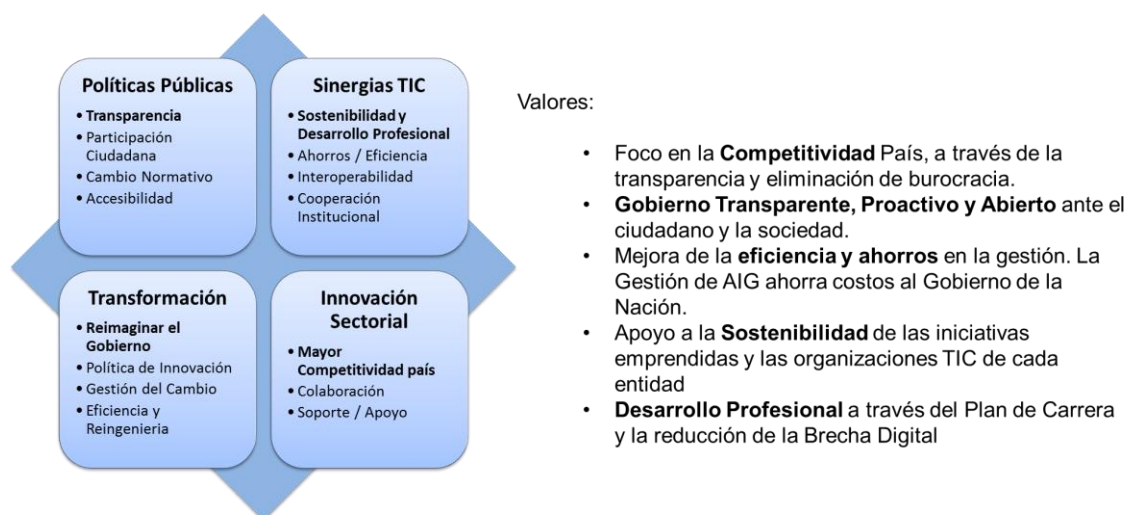 Políticas Públicas
• Transparencia
• Participación
Ciudadana
• Cambio Normativo
• Accesibilidad
Sinergias TIC
• Sostenibilidad y
Desarrollo Profesional
• Ahorros / Eficiencia
• Interoperabilidad
• Cooperación
Institucional
Transformación
• Reimaginar el
Gobierno
• Política de Innovación
• Gestión del Cambio
• Eficiencia y
Reingenieria
Innovación
Sectorial
• Mayor
Competitividad país
• Colaboración
• Soporte / Apoyo
Valores:
• Foco en la Competitividad País, a través de la
transparencia y eliminación de burocracia.
• Gobierno Transparente, Proactivo y Abierto ante el
ciudadano y la sociedad.
• Mejora de la eficiencia y ahorros en la gestión. La
Gestión de AIG ahorra costos al Gobierno de la
Nación.
• Apoyo a la Sostenibilidad de las iniciativas
emprendidas y las organizaciones TIC de cada
entidad
• Desarrollo Profesional a través del Plan de Carrera
y la reducción de la Brecha Digital